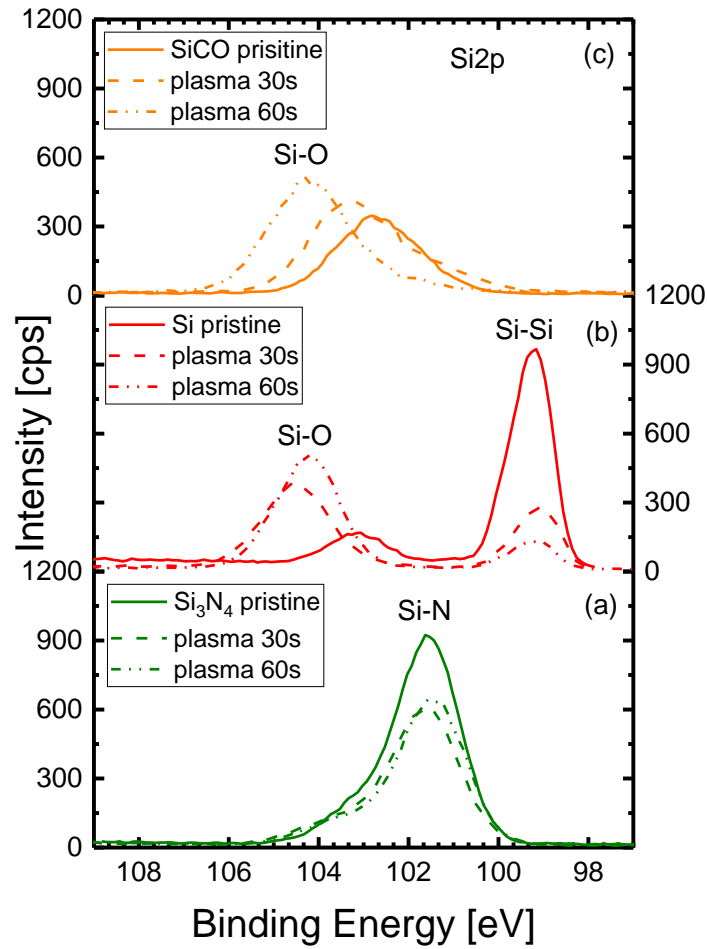 1200
SiCO prisitine
plasma 30s
plasma 60s
Si2p
(c)
900
600
Si-O
300
0
1200
Si pristine
plasma 30s
plasma 60s
Si-Si
(b)
900
Si-O
600
300
0
1200
Si₃N₄ pristine
plasma 30s
plasma 60s
Si-N
(a)
900
600
300
0
108 106 104 102 100 98
Binding Energy [eV]
Intensity [cps]